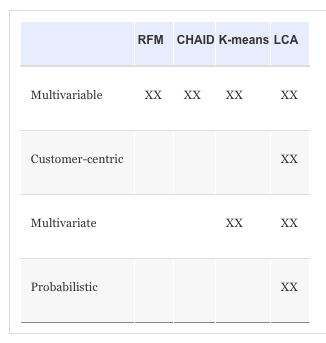 RFM CHAID K-means LCA
Multivariable XX XX XX XX
Customer-centric XX
Multivariate XX XX
Probabilistic XX